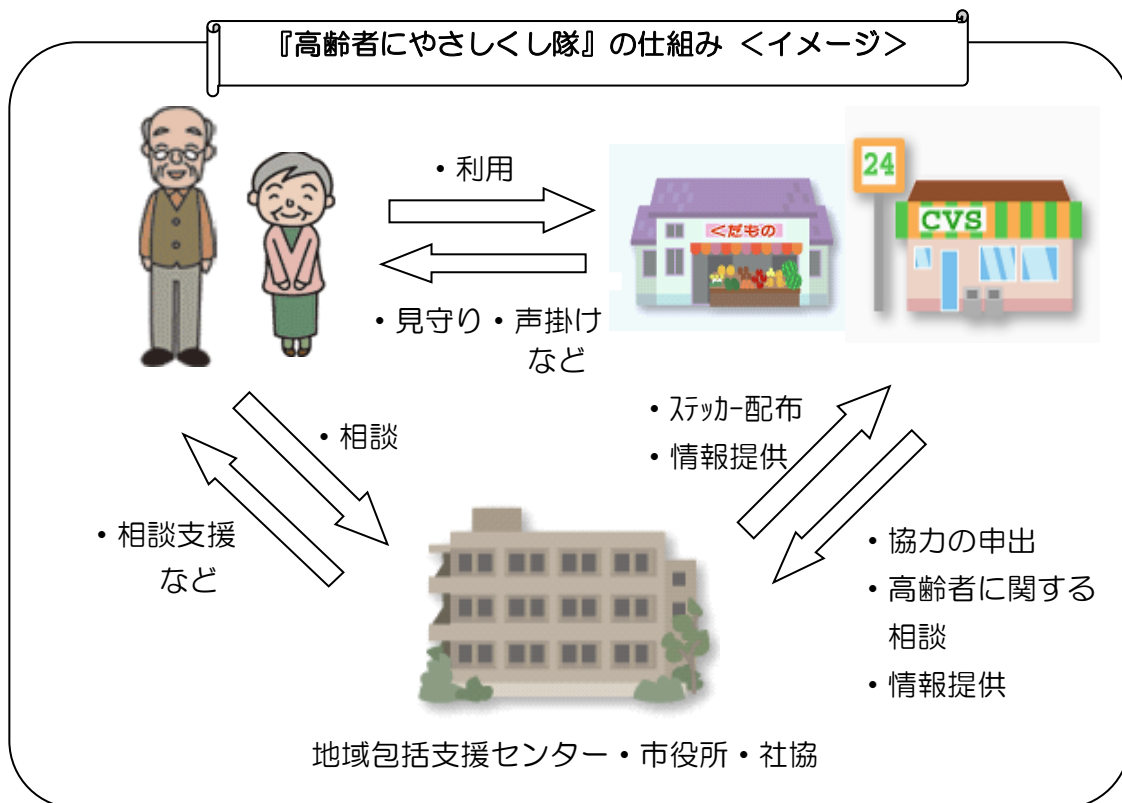 『高齢者にやさしくし隊』の仕組み ＜イメージ＞
・利用
くだもの
24
CVS
・見守り・声掛け
など
・相談
・ｽﾃｯｶｰ配布
・情報提供
・相談支援
など
・協力の申出
・高齢者に関する
相談
・情報提供
地域包括支援センター・市役所・社協